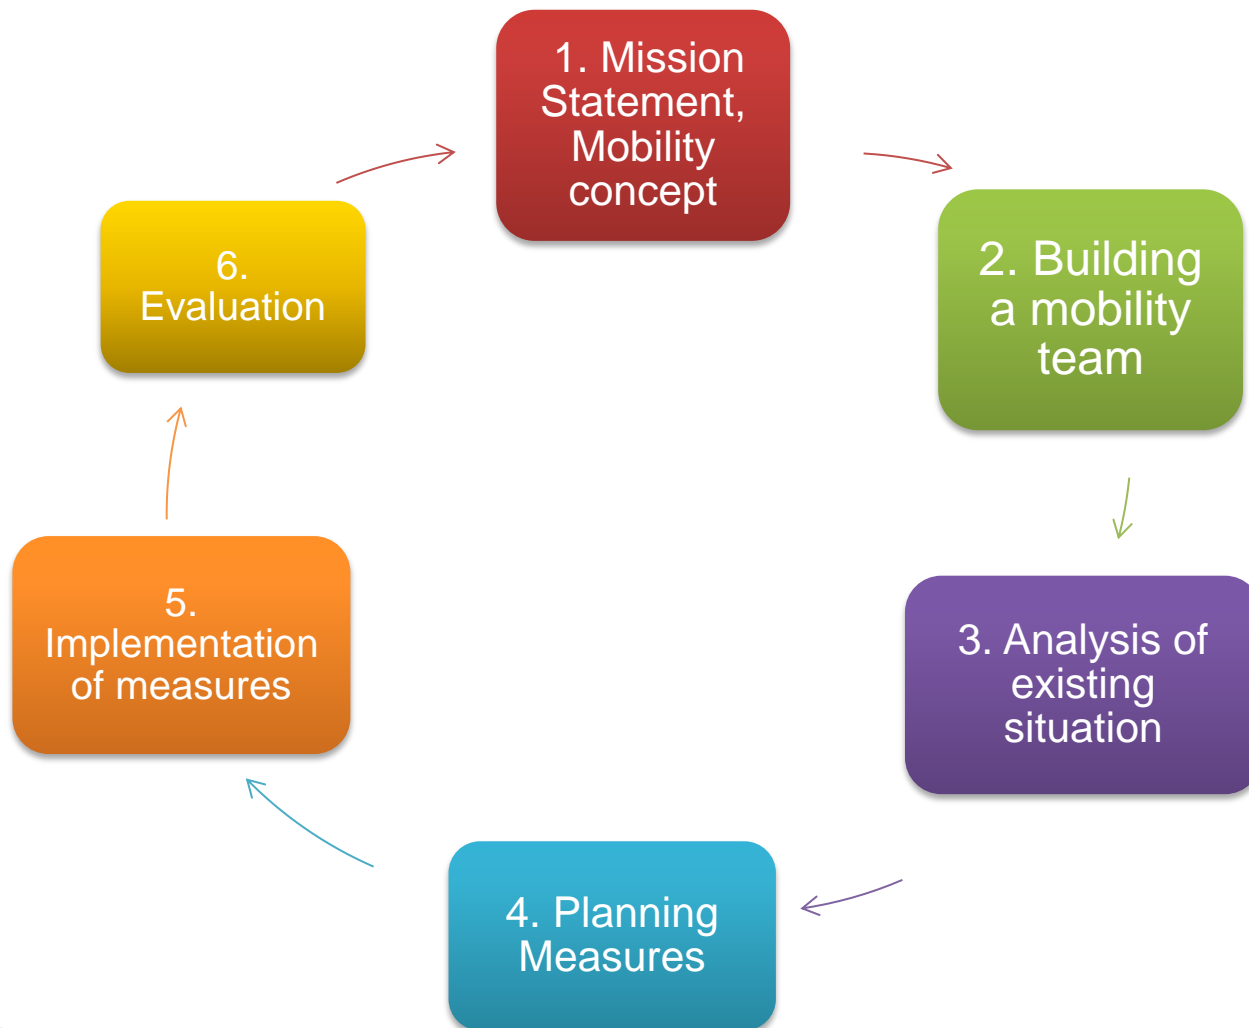 1. Mission
Statement,
Mobility
concept
2. Building
a mobility
team
3. Analysis of
existing
situation
4. Planning
Measures
5.
Implementation
of measures
6.
Evaluation